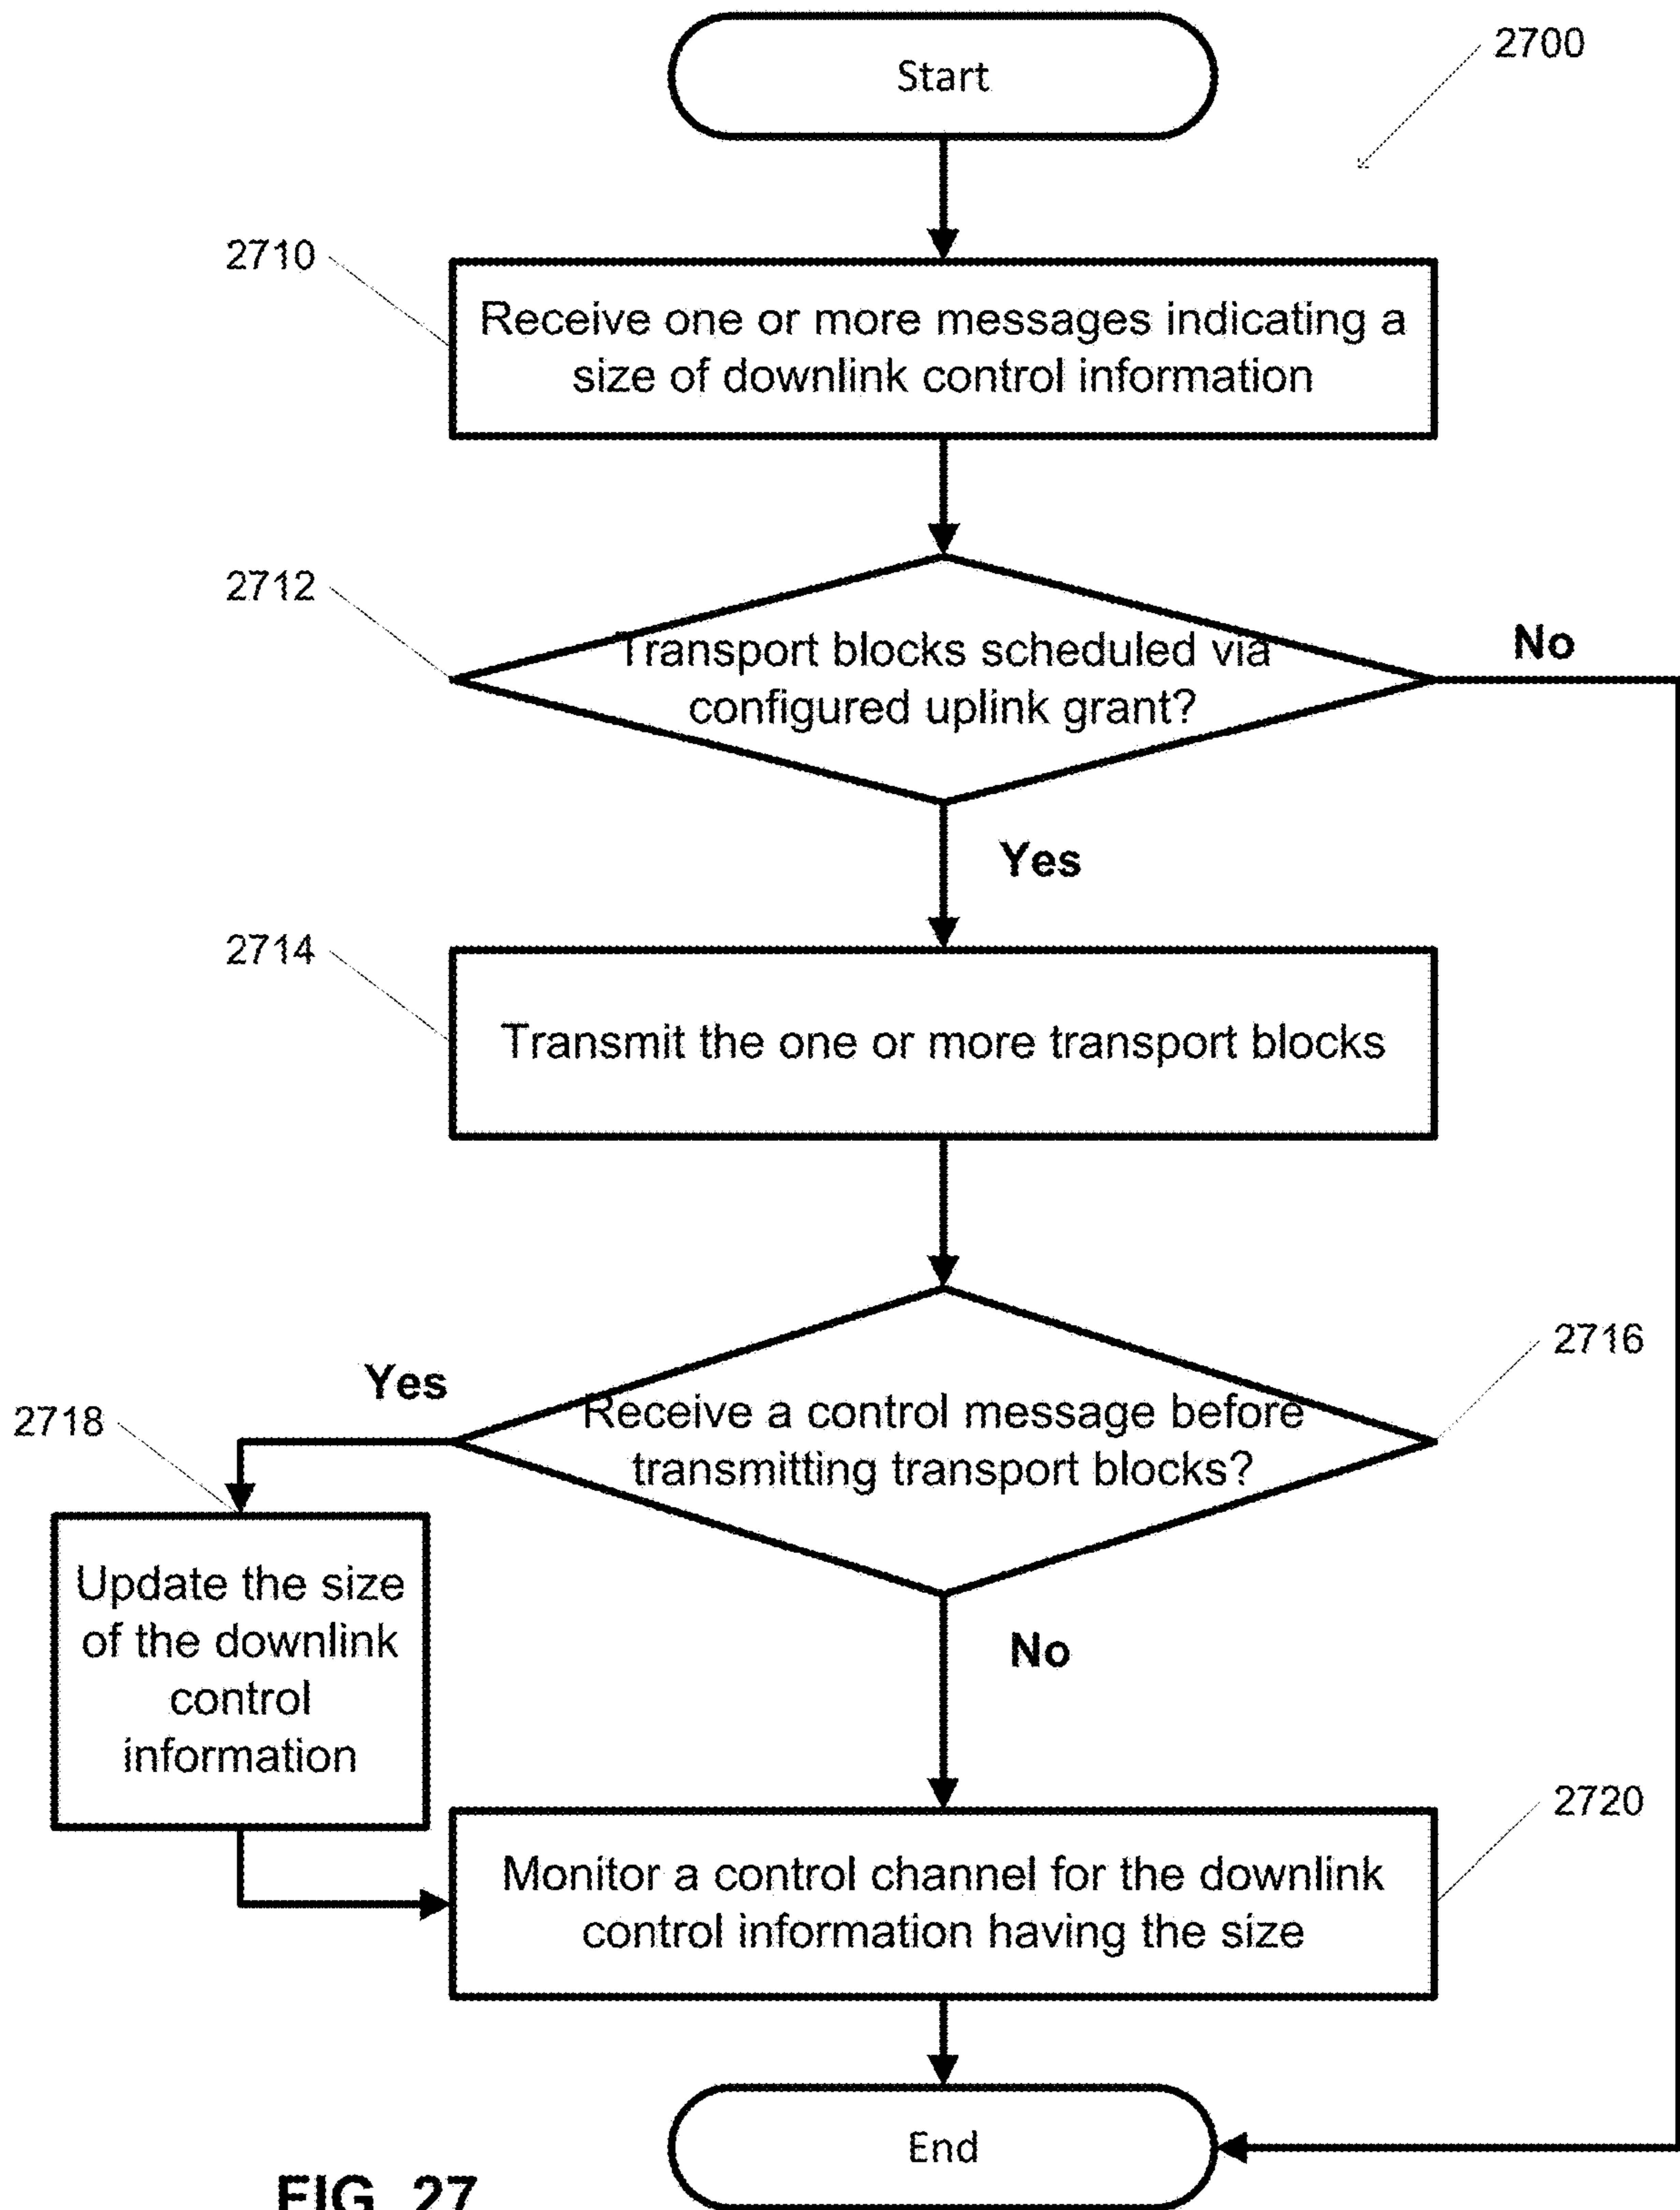 Start
2700
2710
Receive one or more messages indicating a
size of downlink control information
2712
Transport blocks scheduled via
configured uplink grant?
No
Yes
2714
Transmit the one or more transport blocks
2716
Receive a control message before
transmitting transport blocks?
Yes
2718
Update the size
of the downlink
control
information
No
2720
Monitor a control channel for the downlink
control information having the size
End
FIG. 27